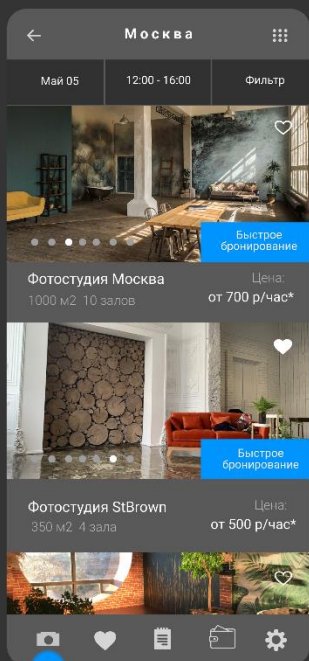 Москва
Май 05
12:00 - 16:00
Фильтр
Быстрое
бронирование
Фотостудия Москва
Цена:
1000 м2 10 залов
от 700 р/час*
Быстрое
бронирование
Фотостудия StBrown
Цена:
350 м2 4 зала
от 500 р/час*